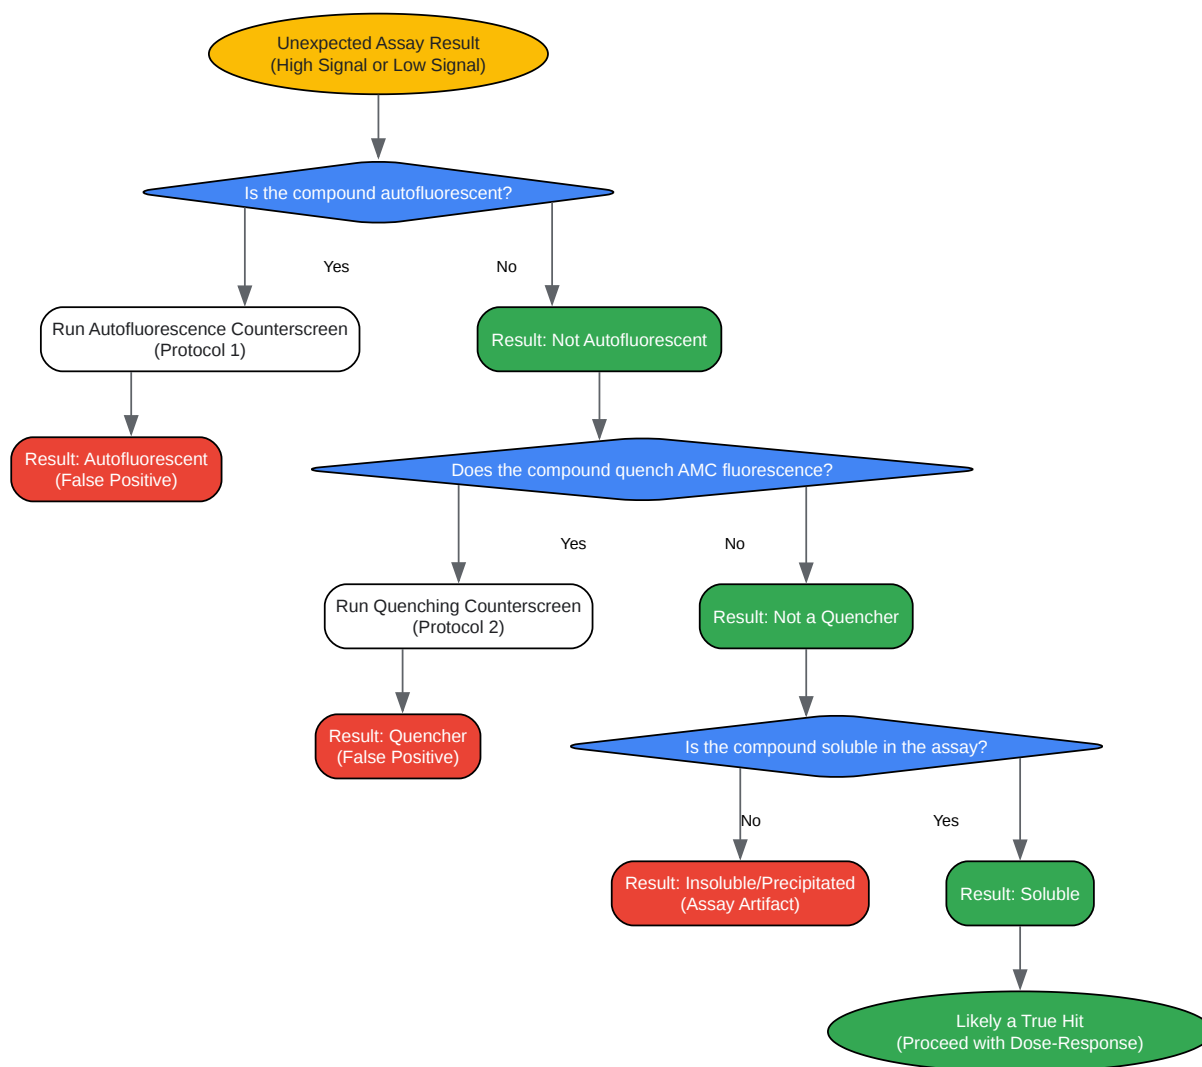 Unexpected Assay Result
(High Signal or Low Signal)
Is the compound autofluorescent?
Yes
No
Run Autofluorescence Counterscreen
(Protocol 1)
Result: Not Autofluorescent
Result: Autofluorescent
(False Positive)
Does the compound quench AMC fluorescence?
Yes
No
Run Quenching Counterscreen
(Protocol 2)
Result: Not a Quencher
Result: Quencher
(False Positive)
Is the compound soluble in the assay?
No
Yes
Result: Insoluble/Precipitated
(Assay Artifact)
Result: Soluble
Likely a True Hit
(Proceed with Dose-Response)